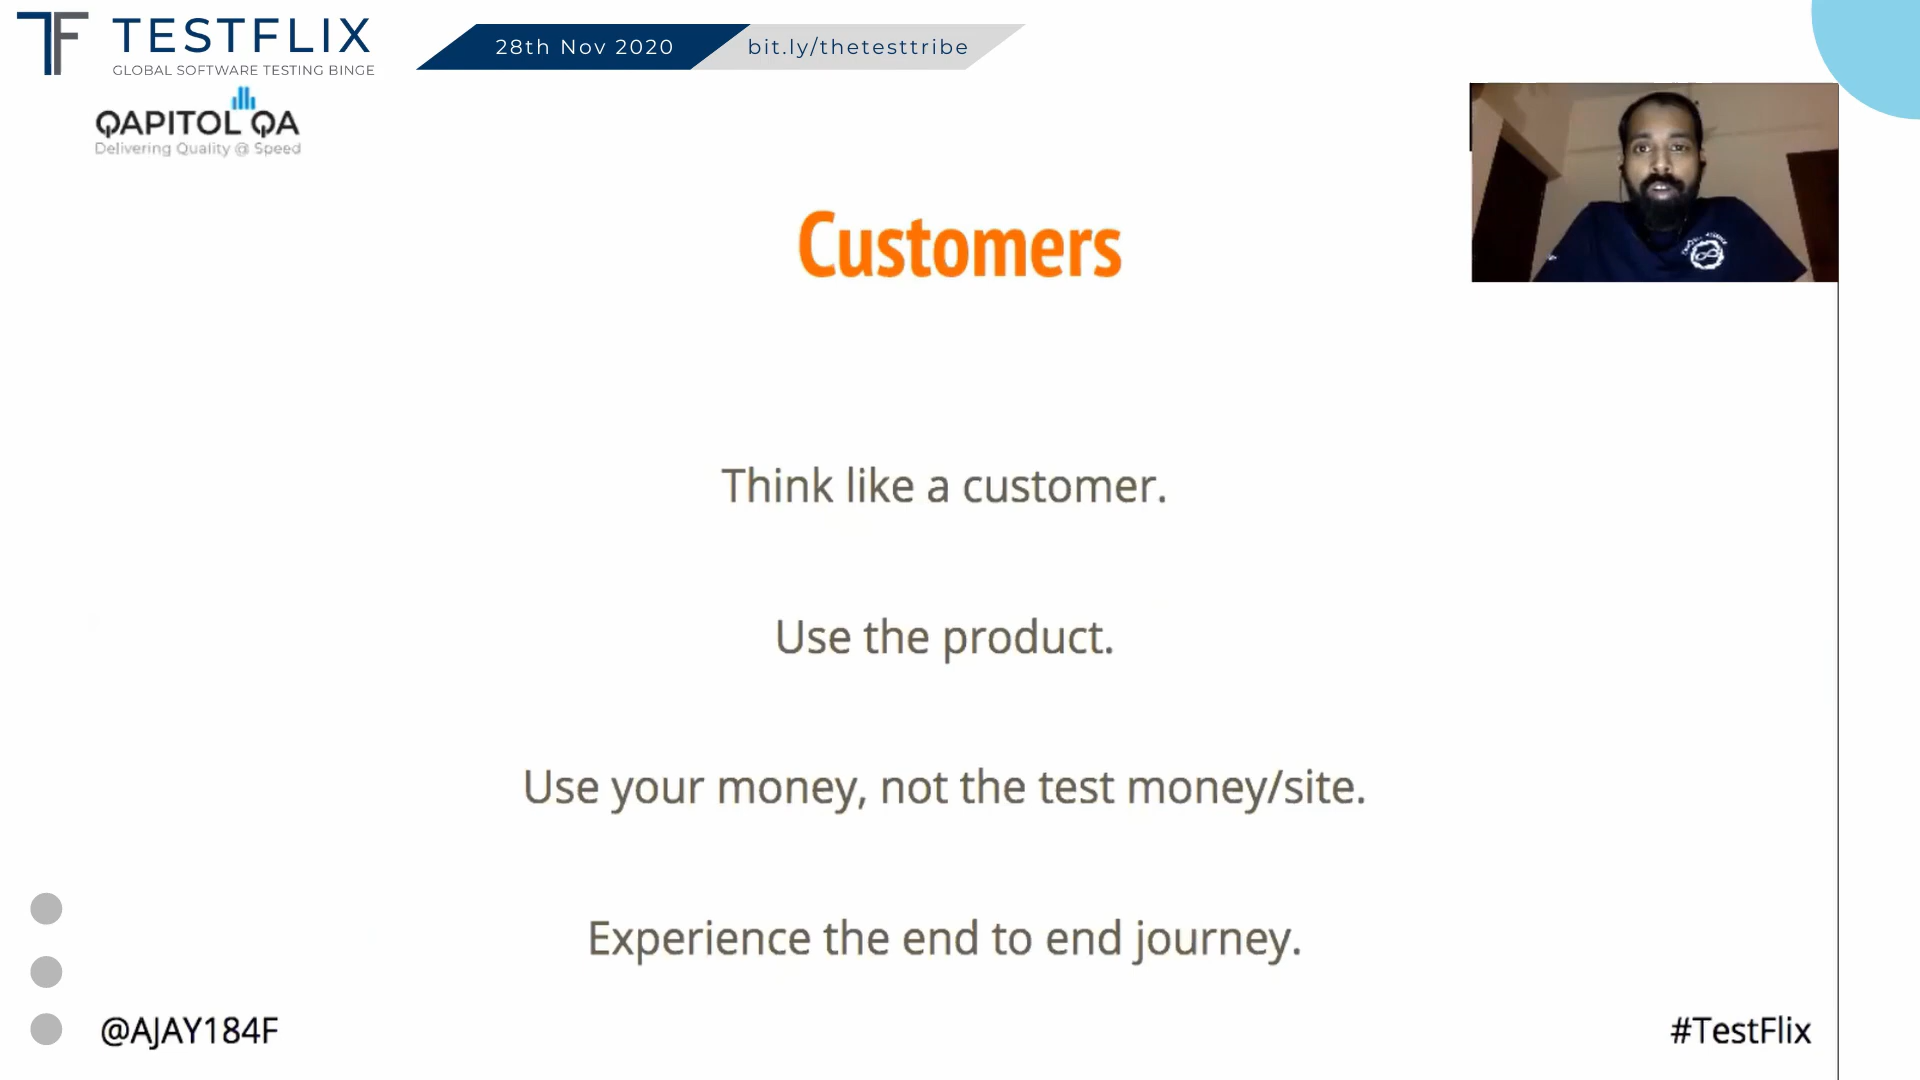 TF TESTFLIX
GLOBAL SOFTWARE TESTING BINGE
28th Nov 2020
bit.ly/thetesttribe
QAPITOL QA
Delivering Quality @ Speed
Customers
Think like a customer.
Use the product.
Use your money, not the test money/site.
Experience the end to end journey.
@AJAY184F
#TestFlix